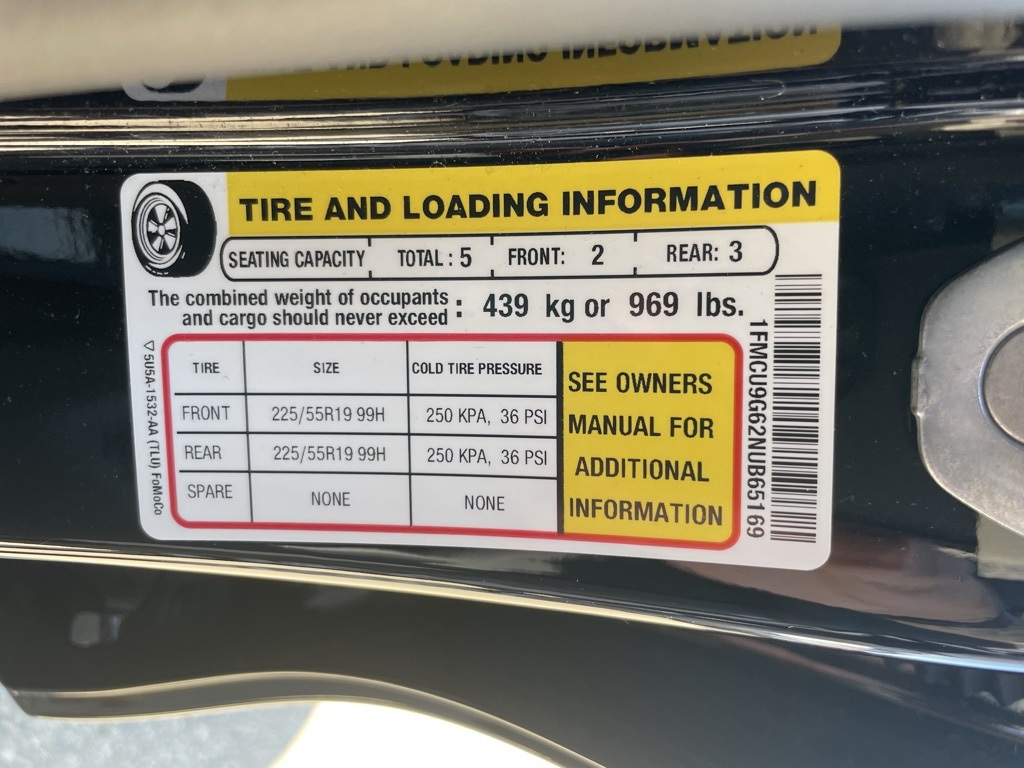 TIRE AND LOADING INFORMATION
SEATING CAPACITY TOTAL: 5 FRONT: 2 REAR: 3
The combined weight of occupants
and cargo should never exceed : 439 kg or 969 lbs.
TIRE SIZE COLD TIRE PRESSURE
FRONT 225/55R19 99H 250 KPA, 36 PSI
REAR 225/55R19 99H 250 KPA, 36 PSI
SPARE NONE NONE
SEE OWNERS
MANUAL FOR
ADDITIONAL
INFORMATION
5U5A-1532-AA (TLU) FoMoCo
1FMCU9G62NUB65169